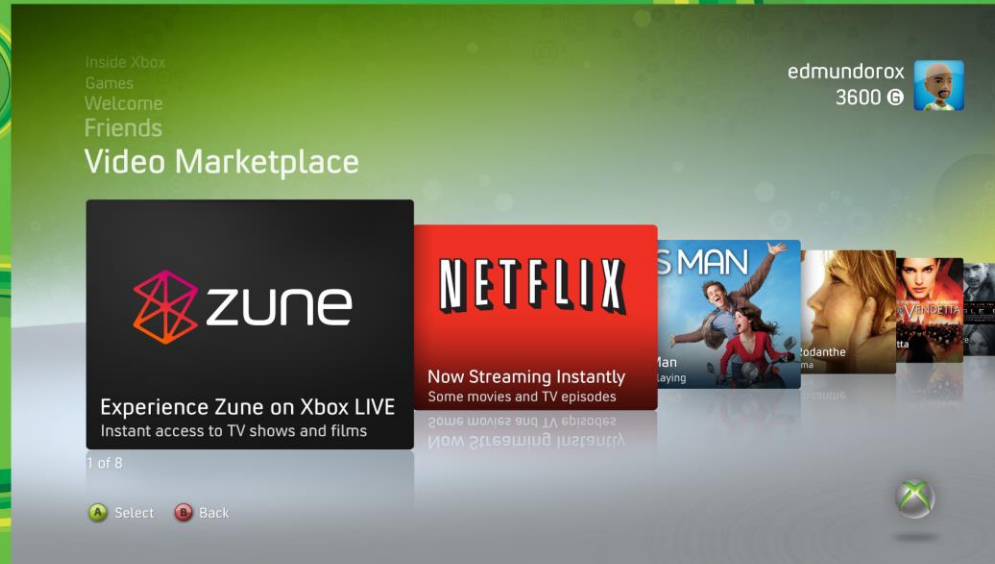 Inside Xbox
Games
Welcome
Friends
Video Marketplace
edmundorox
3600 G
zune
Experience Zune on Xbox LIVE
Instant access to TV shows and films
NETFLIX
Now Streaming Instantly
Some movies and TV episodes
S MAN
Man
laying
Rodanthe
ma
VENDETTA
tta
1 of 8
A Select B Back